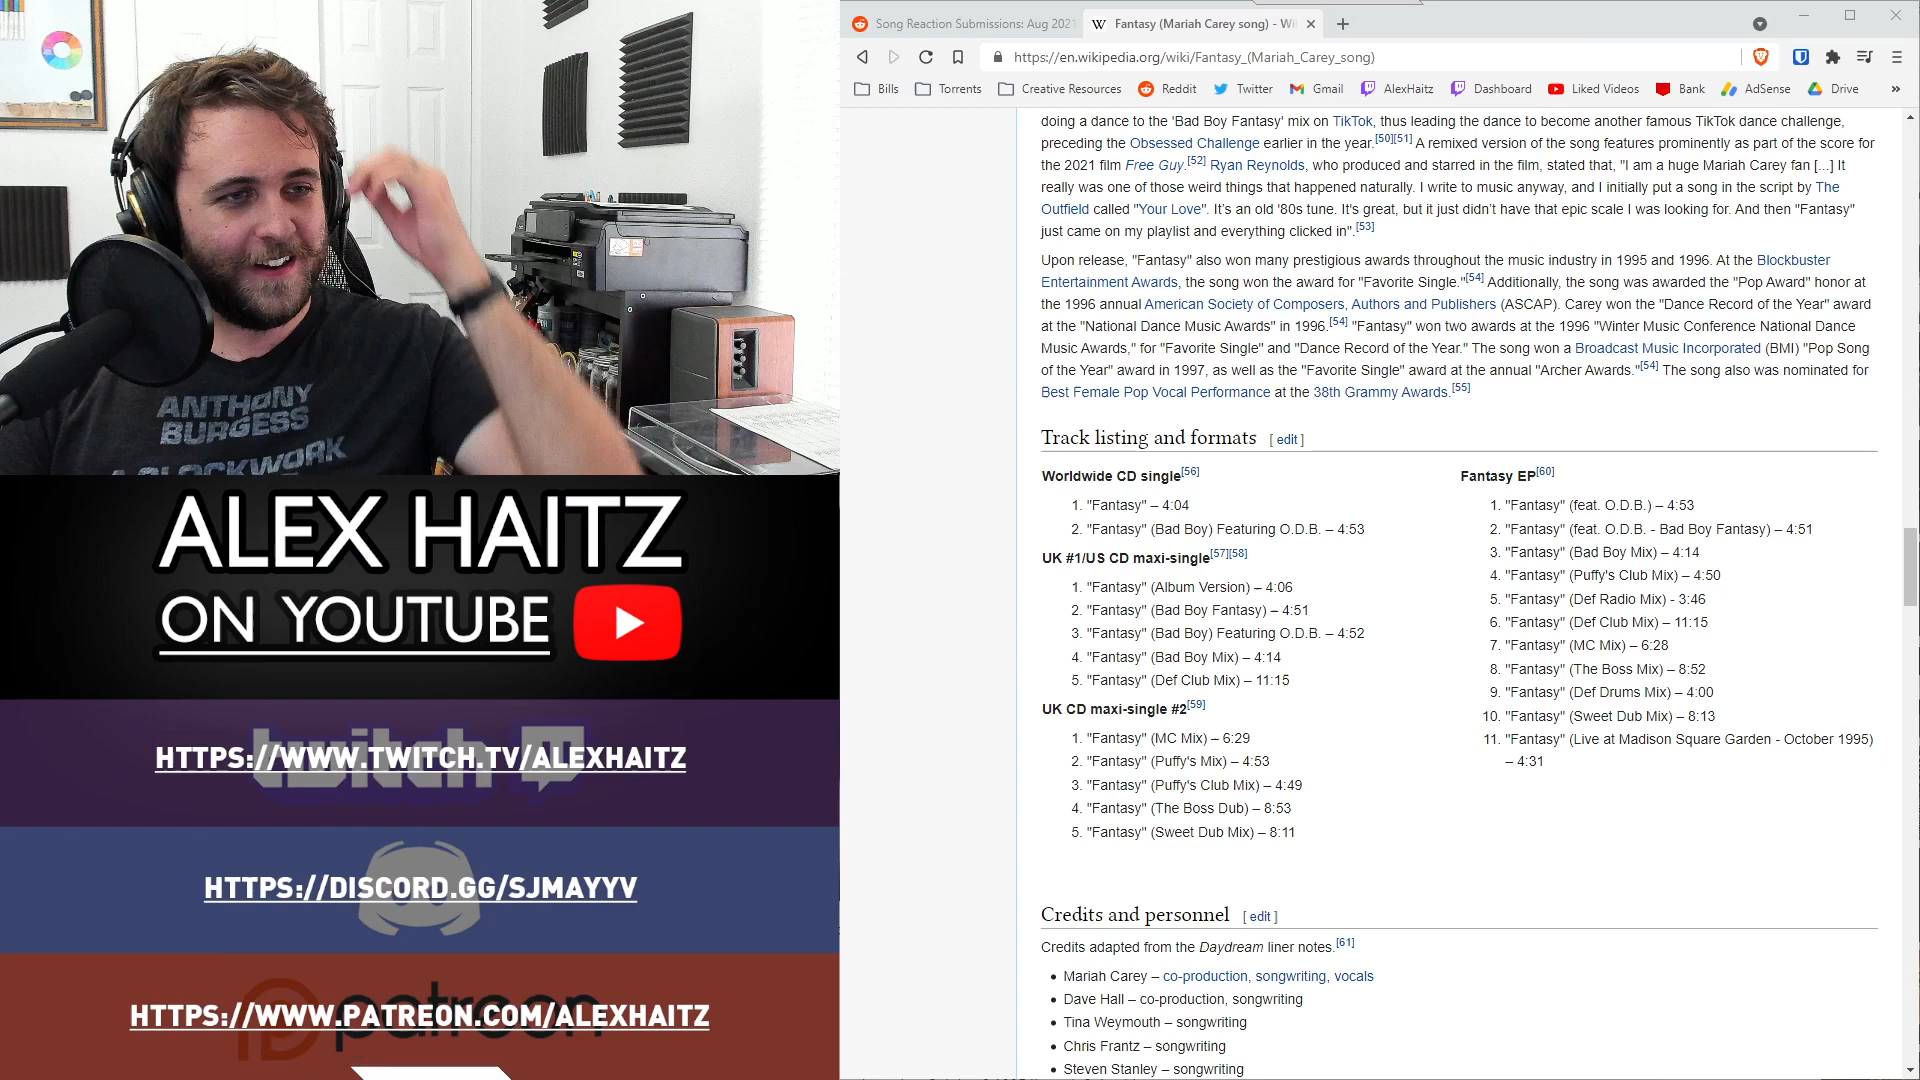 Song Reaction Submissions: Aug 2021
Fantasy (Mariah Carey song) - Wi
https://en.wikipedia.org/wiki/Fantasy_(Mariah_Carey_song)
Bills Torrents Creative Resources Reddit Twitter Gmail AlexHaitz Dashboard Liked Videos Bank AdSense Drive »
doing a dance to the 'Bad Boy Fantasy' mix on TikTok, thus leading the dance to become another famous TikTok dance challenge,
preceding the Obsessed Challenge earlier in the year.[50][51] A remixed version of the song features prominently as part of the score for
the 2021 film Free Guy.[52] Ryan Reynolds, who produced and starred in the film, stated that, "I am a huge Mariah Carey fan [...] It
really was one of those weird things that happened naturally. I write to music anyway, and I initially put a song in the script by The
Outfield called "Your Love". It's an old '80s tune. It's great, but it just didn't have that epic scale I was looking for. And then "Fantasy"
just came on my playlist and everything clicked in".[53]
Upon release, "Fantasy" also won many prestigious awards throughout the music industry in 1995 and 1996. At the Blockbuster
Entertainment Awards, the song won the award for "Favorite Single."[54] Additionally, the song was awarded the "Pop Award" honor at
the 1996 annual American Society of Composers, Authors and Publishers (ASCAP). Carey won the "Dance Record of the Year" award
at the "National Dance Music Awards" in 1996.[54] "Fantasy" won two awards at the 1996 "Winter Music Conference National Dance
Music Awards," for "Favorite Single" and "Dance Record of the Year." The song won a Broadcast Music Incorporated (BMI) "Pop Song
of the Year" award in 1997, as well as the "Favorite Single" award at the annual "Archer Awards."[54] The song also was nominated for
Best Female Pop Vocal Performance at the 38th Grammy Awards.[55]
Track listing and formats [ edit ]
Worldwide CD single[56]
1. "Fantasy" – 4:04
2. "Fantasy" (Bad Boy) Featuring O.D.B. – 4:53
UK #1/US CD maxi-single[57][58]
1. "Fantasy" (Album Version) – 4:06
2. "Fantasy" (Bad Boy Fantasy) – 4:51
3. "Fantasy" (Bad Boy) Featuring O.D.B. – 4:52
4. "Fantasy" (Bad Boy Mix) – 4:14
5. "Fantasy" (Def Club Mix) – 11:15
UK CD maxi-single #2[59]
1. "Fantasy" (MC Mix) – 6:29
2. "Fantasy" (Puffy's Mix) – 4:53
3. "Fantasy" (Puffy's Club Mix) – 4:49
4. "Fantasy" (The Boss Dub) – 8:53
5. "Fantasy" (Sweet Dub Mix) – 8:11
Fantasy EP[60]
1. "Fantasy" (feat. O.D.B.) – 4:53
2. "Fantasy" (feat. O.D.B. - Bad Boy Fantasy) – 4:51
3. "Fantasy" (Bad Boy Mix) – 4:14
4. "Fantasy" (Puffy's Club Mix) – 4:50
5. "Fantasy" (Def Radio Mix) - 3:46
6. "Fantasy" (Def Club Mix) – 11:15
7. "Fantasy" (MC Mix) – 6:28
8. "Fantasy" (The Boss Mix) – 8:52
9. "Fantasy" (Def Drums Mix) – 4:00
10. "Fantasy" (Sweet Dub Mix) – 8:13
11. "Fantasy" (Live at Madison Square Garden - October 1995)
– 4:31
Credits and personnel [ edit ]
Credits adapted from the Daydream liner notes.[61]
• Mariah Carey – co-production, songwriting, vocals
• Dave Hall – co-production, songwriting
• Tina Weymouth – songwriting
• Chris Frantz – songwriting
• Steven Stanley – songwriting
ANTHONY
BURGESS
A CLOCKWORK
ALEX HAITZ
ON YOUTUBE
twitch
HTTPS://WWW.TWITCH.TV/ALEXHAITZ
HTTPS://DISCORD.GG/SJMAYYV
patreon
HTTPS://WWW.PATREON.COM/ALEXHAITZ